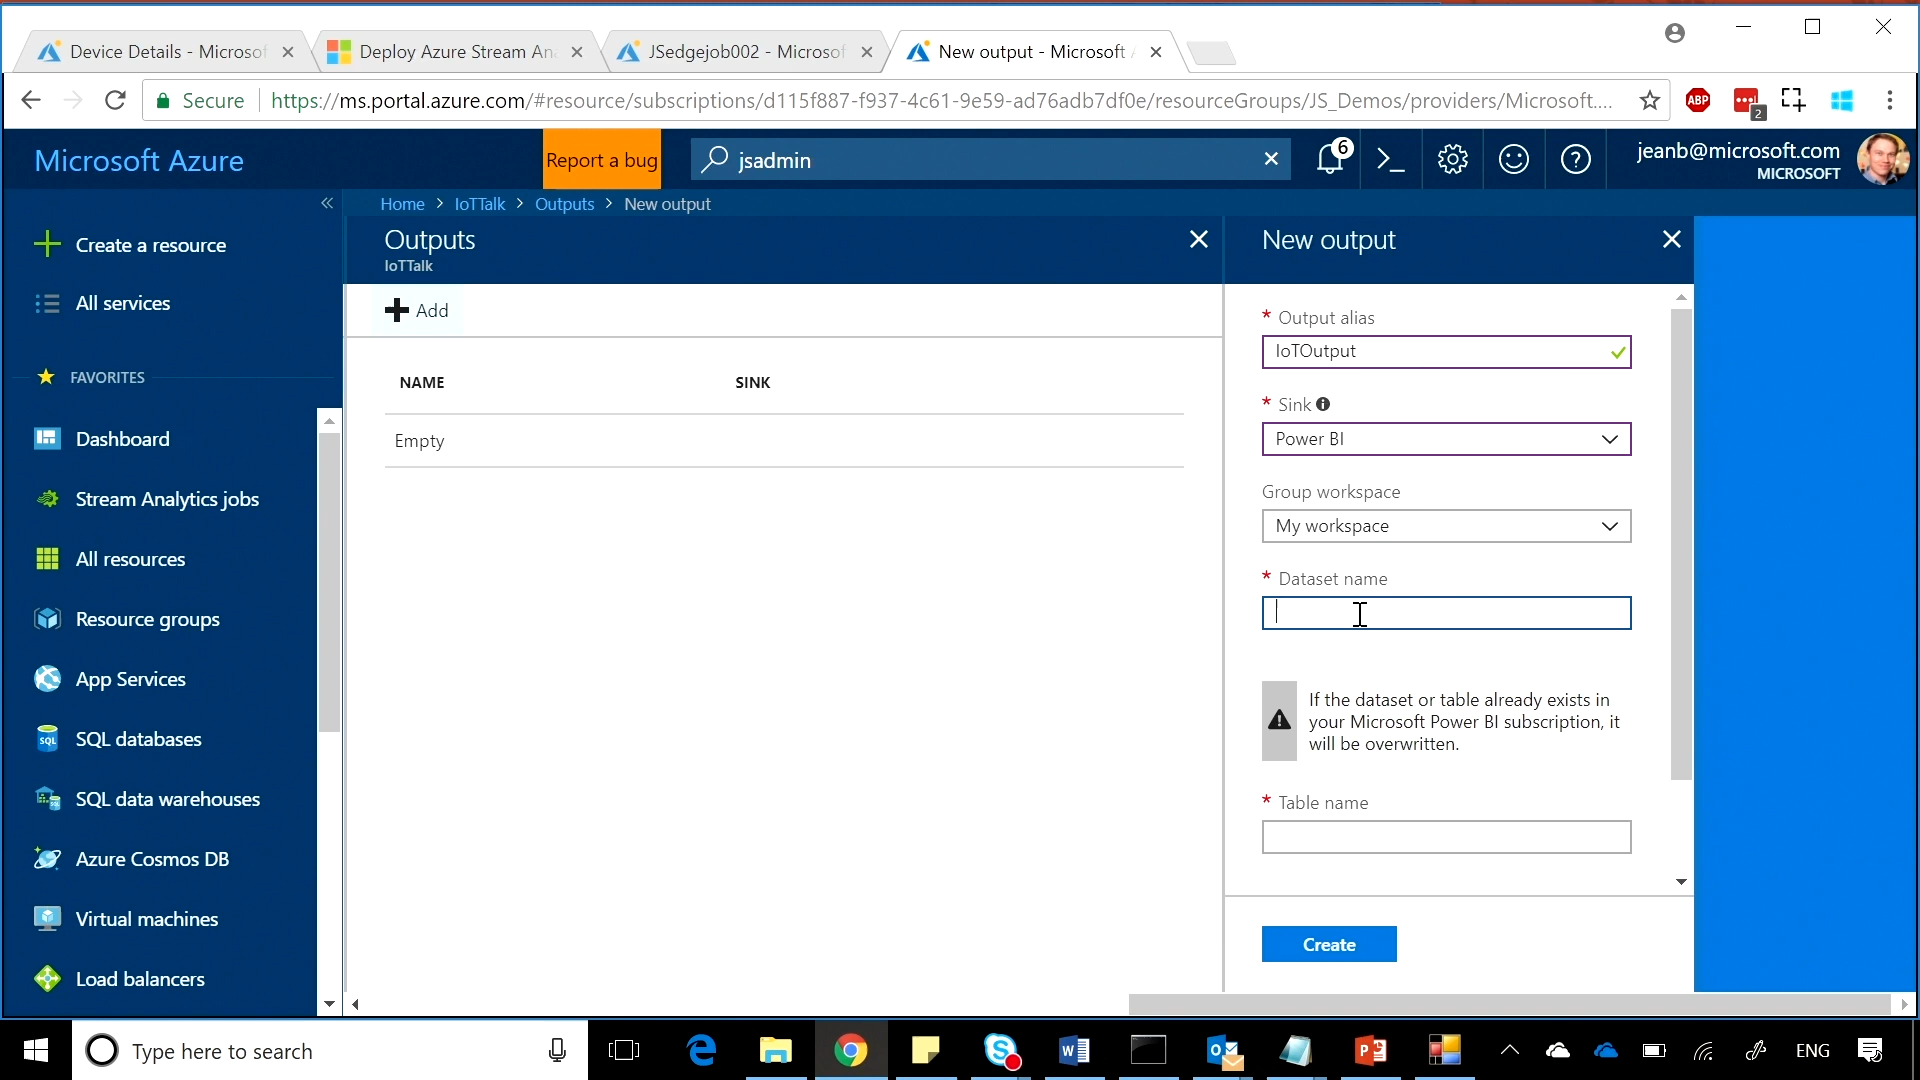 Device Details - Microsof
Deploy Azure Stream Ana
JSedgejob002 - Microsof
New output - Microsoft A
Secure
https://ms.portal.azure.com/#resource/subscriptions/d115f887-f937-4c61-9e59-ad76adb7df0e/resourceGroups/JS_Demos/providers/Microsoft....
ABP
2
Microsoft Azure
Report a bug
jsadmin
6
jeanb@microsoft.com
MICROSOFT
Home > IoTTalk > Outputs > New output
Create a resource
All services
FAVORITES
Dashboard
Stream Analytics jobs
All resources
Resource groups
App Services
SQL
SQL databases
SQL data warehouses
Azure Cosmos DB
Virtual machines
Load balancers
Outputs
IoTTalk
Add
NAME SINK
Empty
New output
* Output alias
IoTOutput
* Sink
Power BI
Group workspace
My workspace
* Dataset name
If the dataset or table already exists in
your Microsoft Power BI subscription, it
will be overwritten.
* Table name
Create
Type here to search
ENG